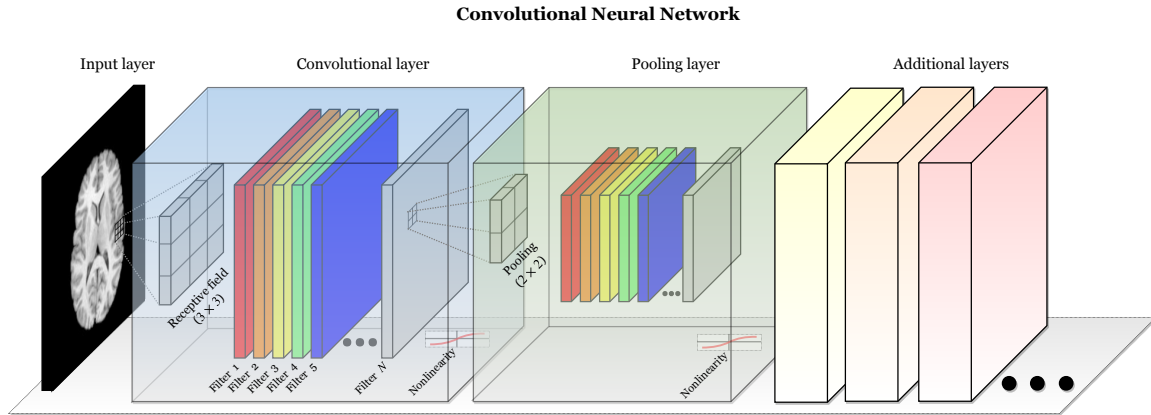 Convolutional Neural Network
Input layer
Convolutional layer
Pooling layer
Additional layers
Receptive field
(3 × 3)
Filter 1
Filter 2
Filter 3
Filter 4
Filter 5
Filter N
Nonlinearity
Pooling
(2 × 2)
Nonlinearity